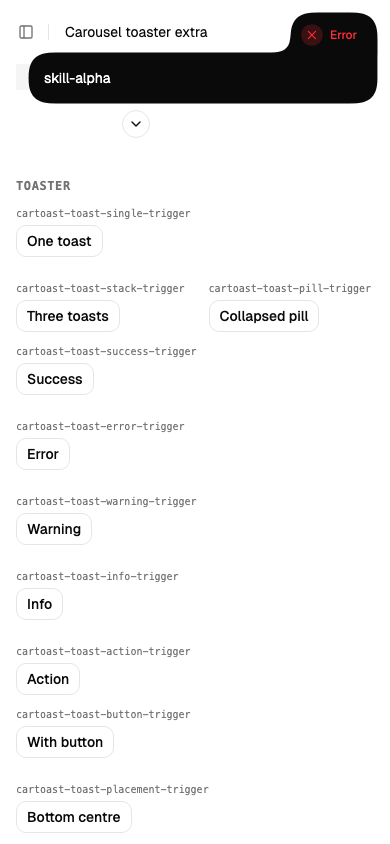 Carousel toaster extra
Error
skill-alpha
TOASTER
cartoast-toast-single-trigger
One toast
cartoast-toast-stack-trigger
Three toasts
cartoast-toast-pill-trigger
Collapsed pill
cartoast-toast-success-trigger
Success
cartoast-toast-error-trigger
Error
cartoast-toast-warning-trigger
Warning
cartoast-toast-info-trigger
Info
cartoast-toast-action-trigger
Action
cartoast-toast-button-trigger
With button
cartoast-toast-placement-trigger
Bottom centre